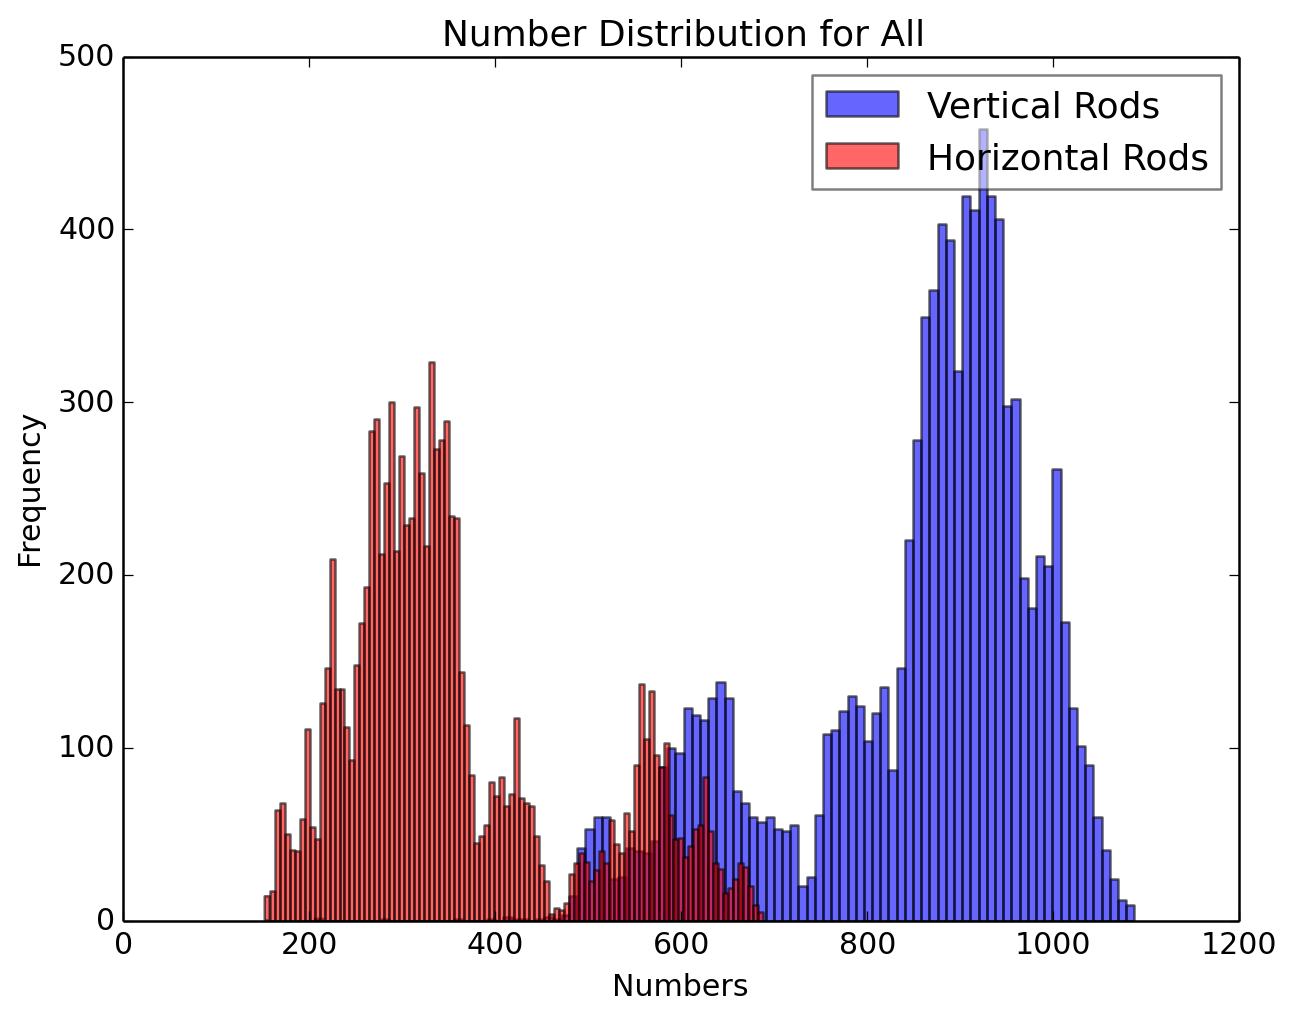 Number Distribution for All
Vertical Rods
Horizontal Rods
Frequency
500
400
300
200
100
0
0 200 400 600 800 1000 1200
Numbers